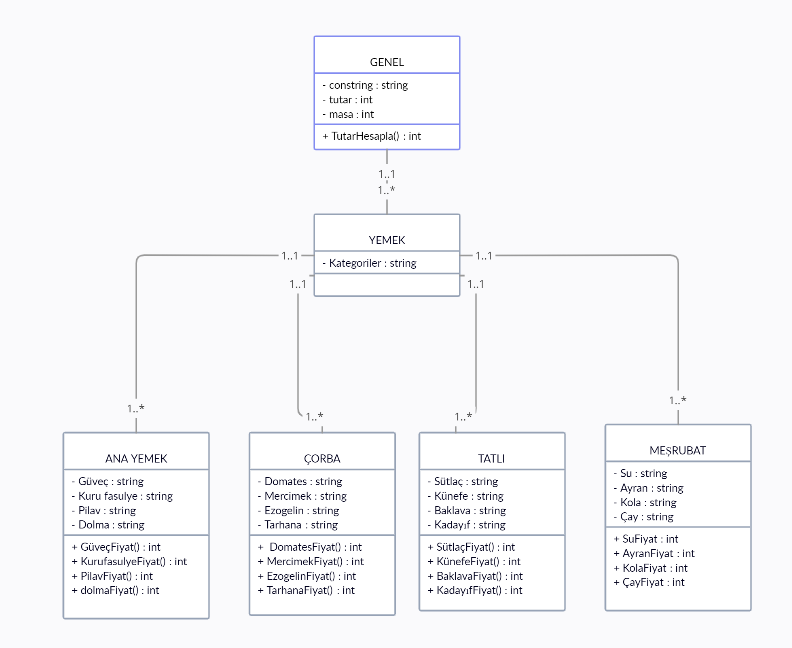 GENEL
- constring : string
- tutar : int
- masa : int
+ TutarHesapla() : int
1..1
1..*
YEMEK
- Kategoriler : string
1..1
1..1
1..1
1..1
1..*
1..*
1..*
1..*
ANA YEMEK
- Güveç : string
- Kuru fasulye : string
- Pilav : string
- Dolma : string
+ GüveçFiyat() : int
+ KurufasulyeFiyat() : int
+ PilavFiyat() : int
+ dolmaFiyat() : int
ÇORBA
- Domates : string
- Mercimek : string
- Ezogelin : string
- Tarhana : string
+ DomatesFiyat() : int
+ MercimekFiyat() : int
+ EzogelinFiyat() : int
+ TarhanaFiyat() : int
TATLI
- Sütlaç : string
- Künefe : string
- Baklava : string
- Kadayıf : string
+ SütlaçFiyat() : int
+ KünefeFiyat() : int
+ BaklavaFiyat() : int
+ KadayıfFiyat() : int
MEŞRUBAT
- Su : string
- Ayran : string
- Kola : string
- Çay : string
+ SuFiyat : int
+ AyranFiyat : int
+ KolaFiyat : int
+ ÇayFiyat : int